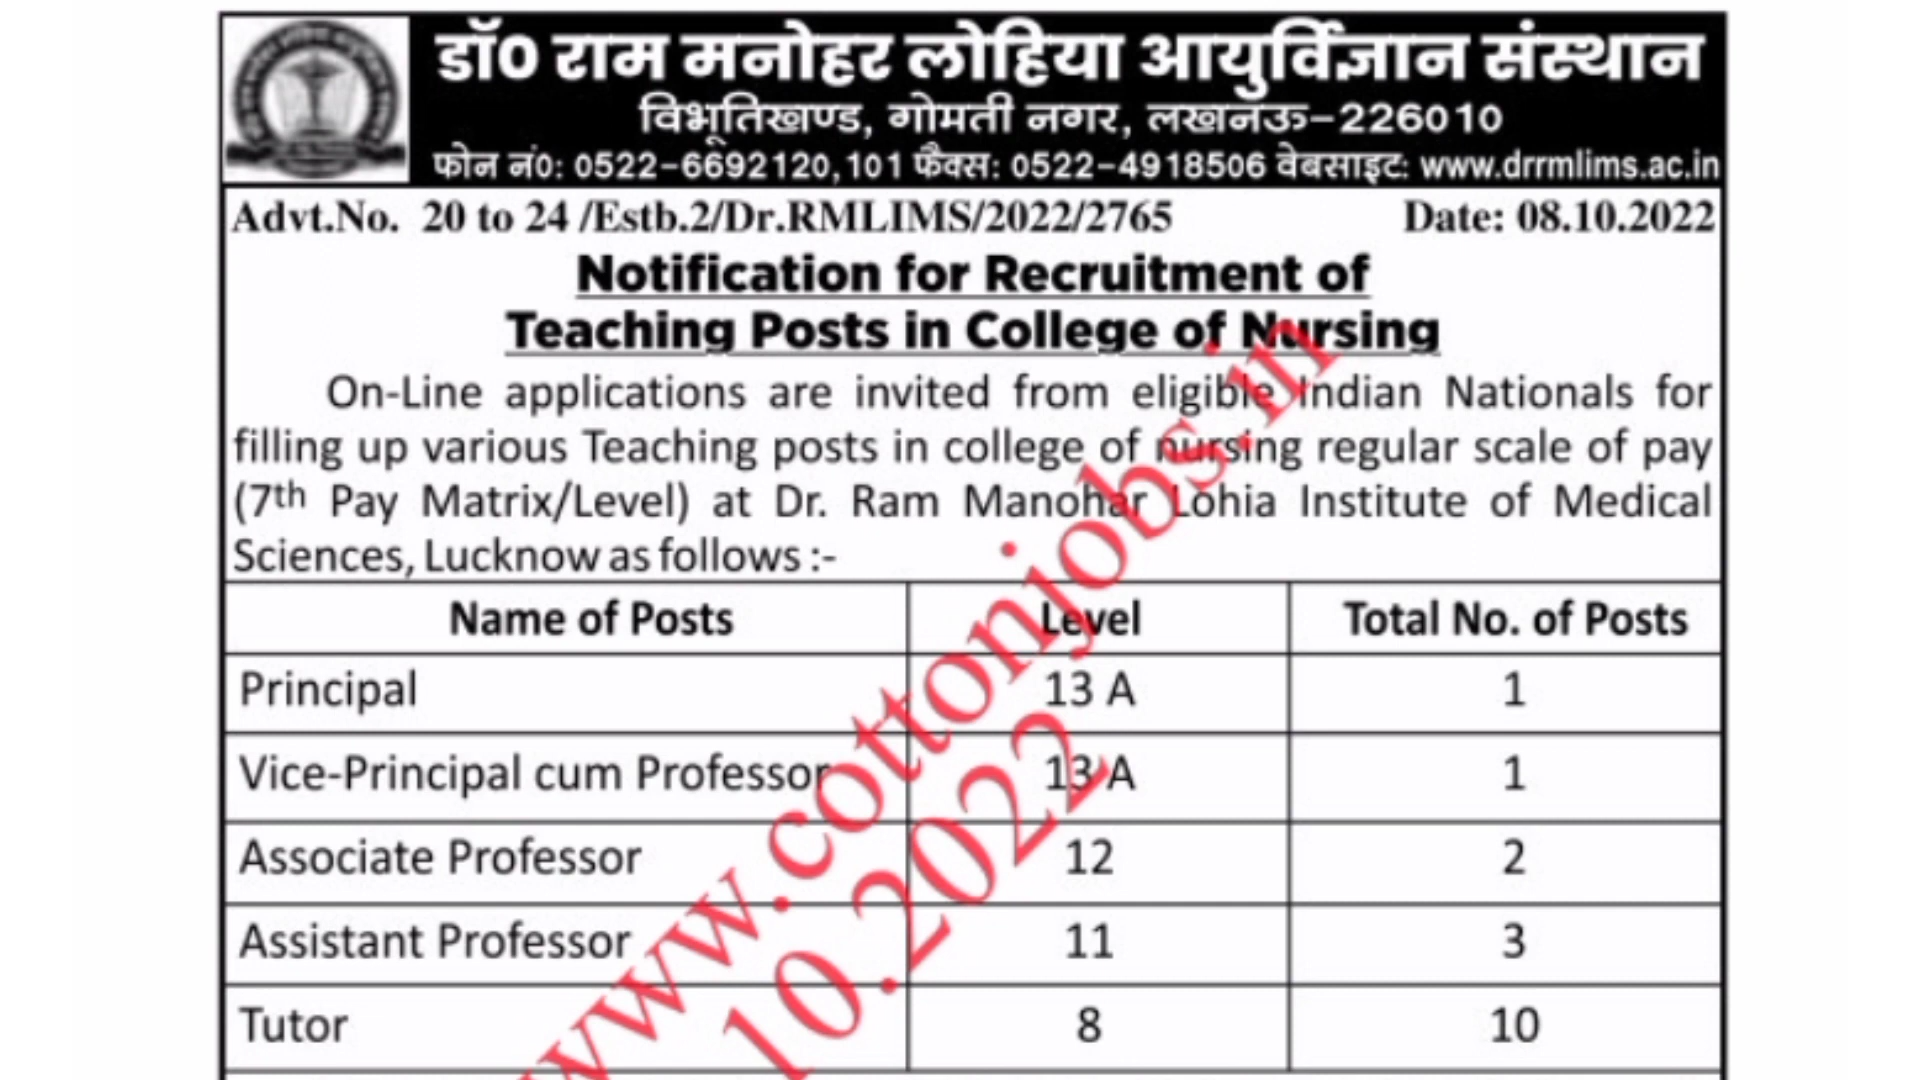 डॉ0 राम मनोहर लोहिया आयुर्विज्ञान संस्थान
विभूतिखण्ड, गोमती नगर, लखनऊ-226010
फोन नं0: 0522-6692120,101 फैक्स: 0522-4918506 वेबसाइट: www.drrmlims.ac.in
Advt.No. 20 to 24 /Estb.2/Dr.RMLIMS/2022/2765 Date: 08.10.2022
Notification for Recruitment of
Teaching Posts in College of Nursing
On-Line applications are invited from eligible Indian Nationals for
filling up various Teaching posts in college of nursing regular scale of pay
(7th Pay Matrix/Level) at Dr. Ram Manohar Lohia Institute of Medical
Sciences, Lucknow as follows :-
Name of Posts Level Total No. of Posts
Principal 13 A 1
Vice-Principal cum Professor 13 A 1
Associate Professor 12 2
Assistant Professor 11 3
Tutor 8 10
www.cottonjobs.in
10.2022